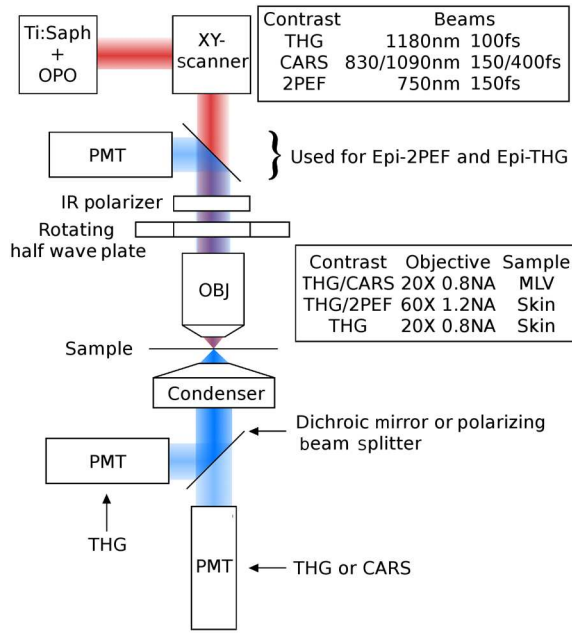 Ti:Saph
+
OPO
XY-
scanner
Contrast Beams
THG 1180nm 100fs
CARS 830/1090nm 150/400fs
2PEF 750nm 150fs
PMT
} Used for Epi-2PEF and Epi-THG
IR polarizer
Rotating
half wave plate
OBJ
Contrast Objective Sample
THG/CARS 20X 0.8NA MLV
THG/2PEF 60X 1.2NA Skin
THG 20X 0.8NA Skin
Sample
Condenser
Dichroic mirror or polarizing
beam splitter
PMT
THG
PMT
THG or CARS